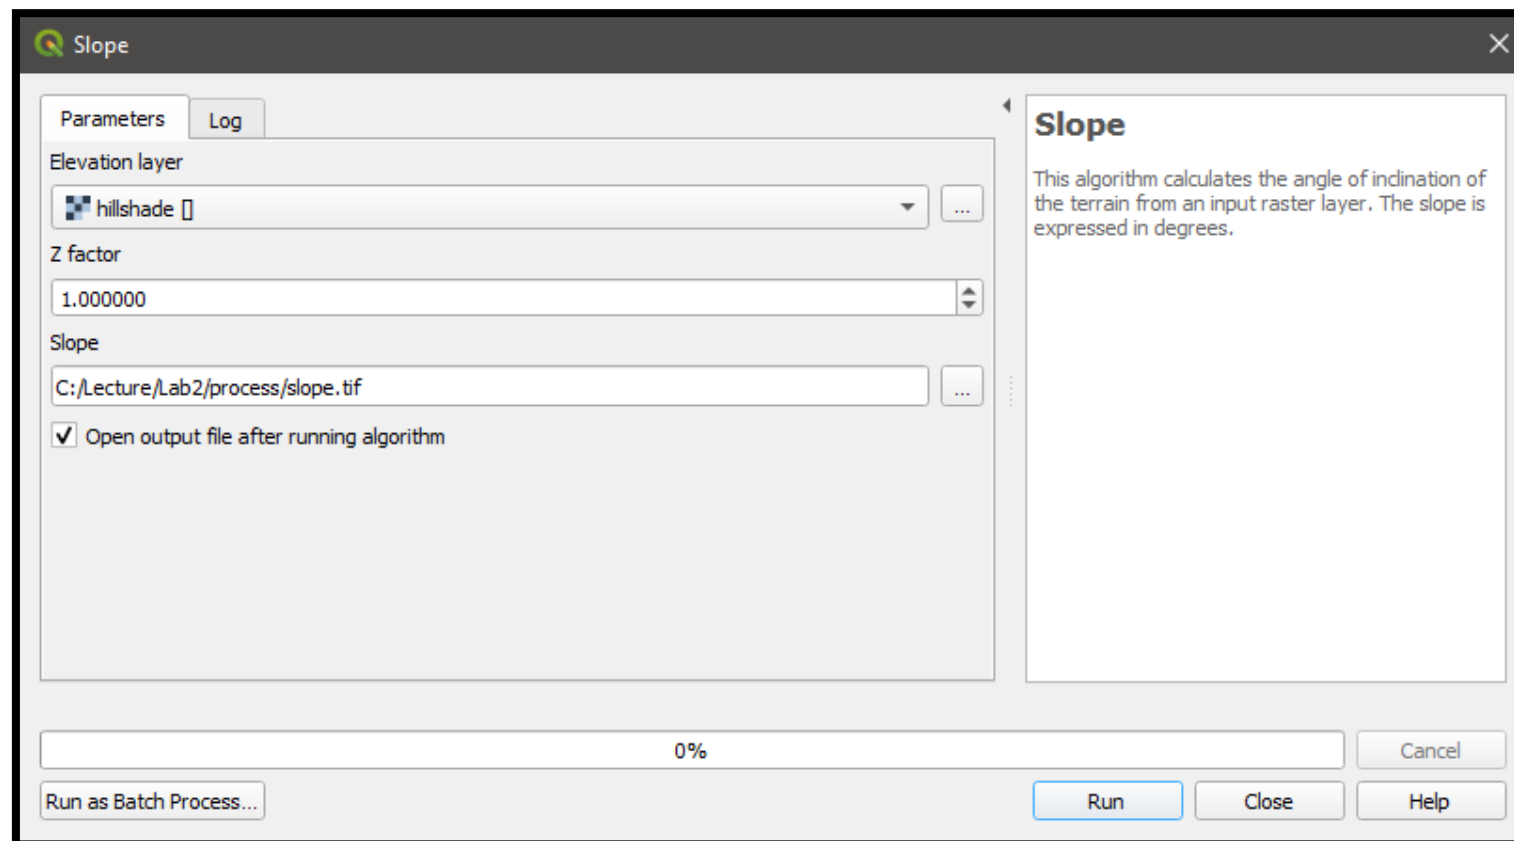 Slope
Parameters
Log
Elevation layer
hillshade []
...
Z factor
1.000000
Slope
C:/Lecture/Lab2/process/slope.tif
...
Open output file after running algorithm
Slope
This algorithm calculates the angle of inclination of
the terrain from an input raster layer. The slope is
expressed in degrees.
0%
Cancel
Run as Batch Process...
Run
Close
Help